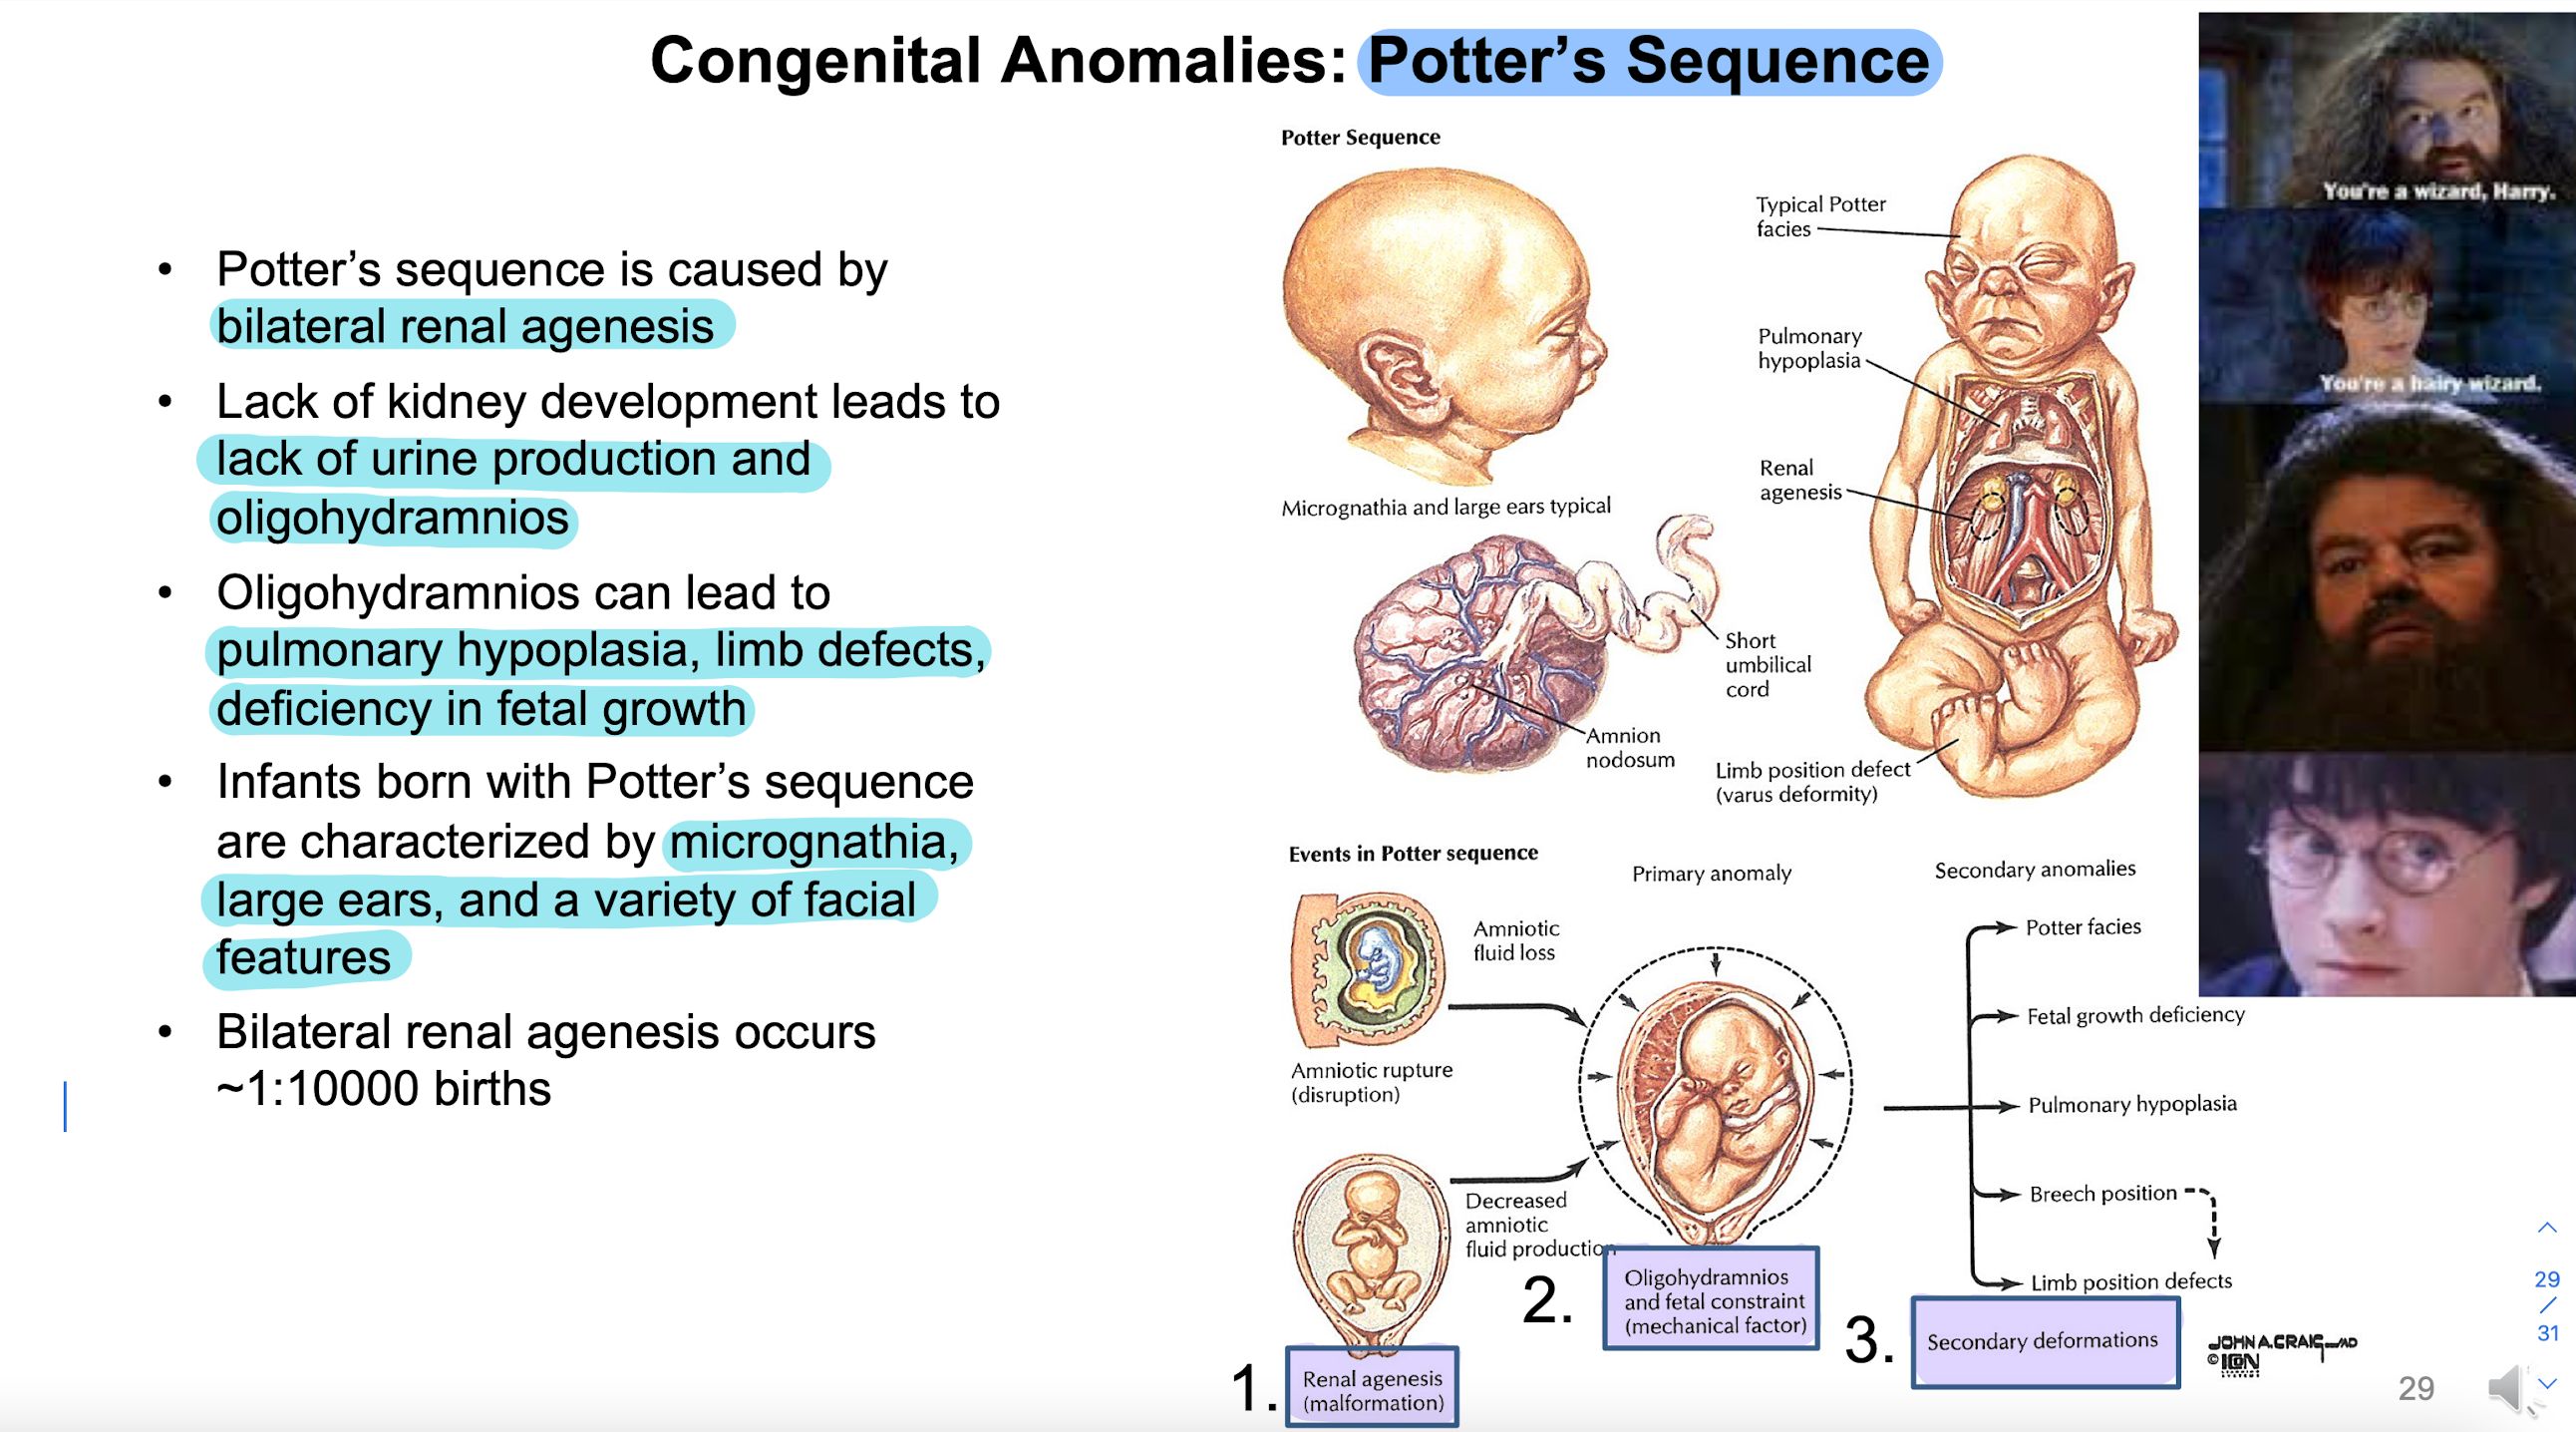 Congenital Anomalies: Potter's Sequence
• Potter's sequence is caused by
bilateral renal agenesis
• Lack of kidney development leads to
lack of urine production and
oligohydramnios
• Oligohydramnios can lead to
pulmonary hypoplasia, limb defects,
deficiency in fetal growth
• Infants born with Potter's sequence
are characterized by micrognathia,
large ears, and a variety of facial
features
• Bilateral renal agenesis occurs
~1:10000 births
Potter Sequence
Micrognathia and large ears typical
Typical Potter
facies
Pulmonary
hypoplasia
Renal
agenesis
Short
umbilical
cord
Amnion
nodosum
Limb position defect
(varus deformity)
You're a wizard, Harry.
You're a hairy wizard.
Events in Potter sequence
Primary anomaly
Secondary anomalies
Amniotic
fluid loss
Amniotic rupture
(disruption)
Decreased
amniotic
fluid production
1.
Renal agenesis
(malformation)
2.
Oligohydramnios
and fetal constraint
(mechanical factor)
Potter facies
Fetal growth deficiency
Pulmonary hypoplasia
Breech position
Limb position defects
3.
Secondary deformations
JOHN A. CRAIG MD
© ICON
29
29
/
31